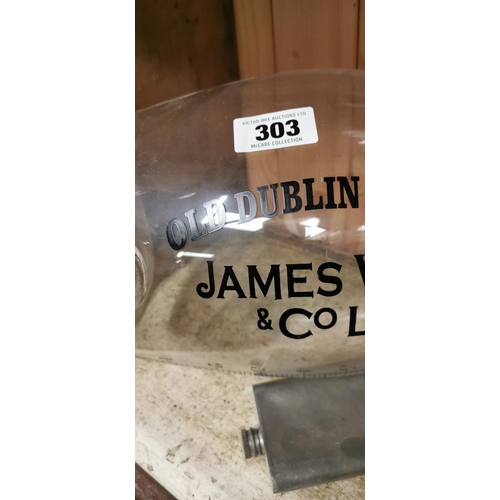 VICTOR MEE AUCTIONS LTD
303
McCABE COLLECTION
OLD DUBLIN
JAMES
& CO L